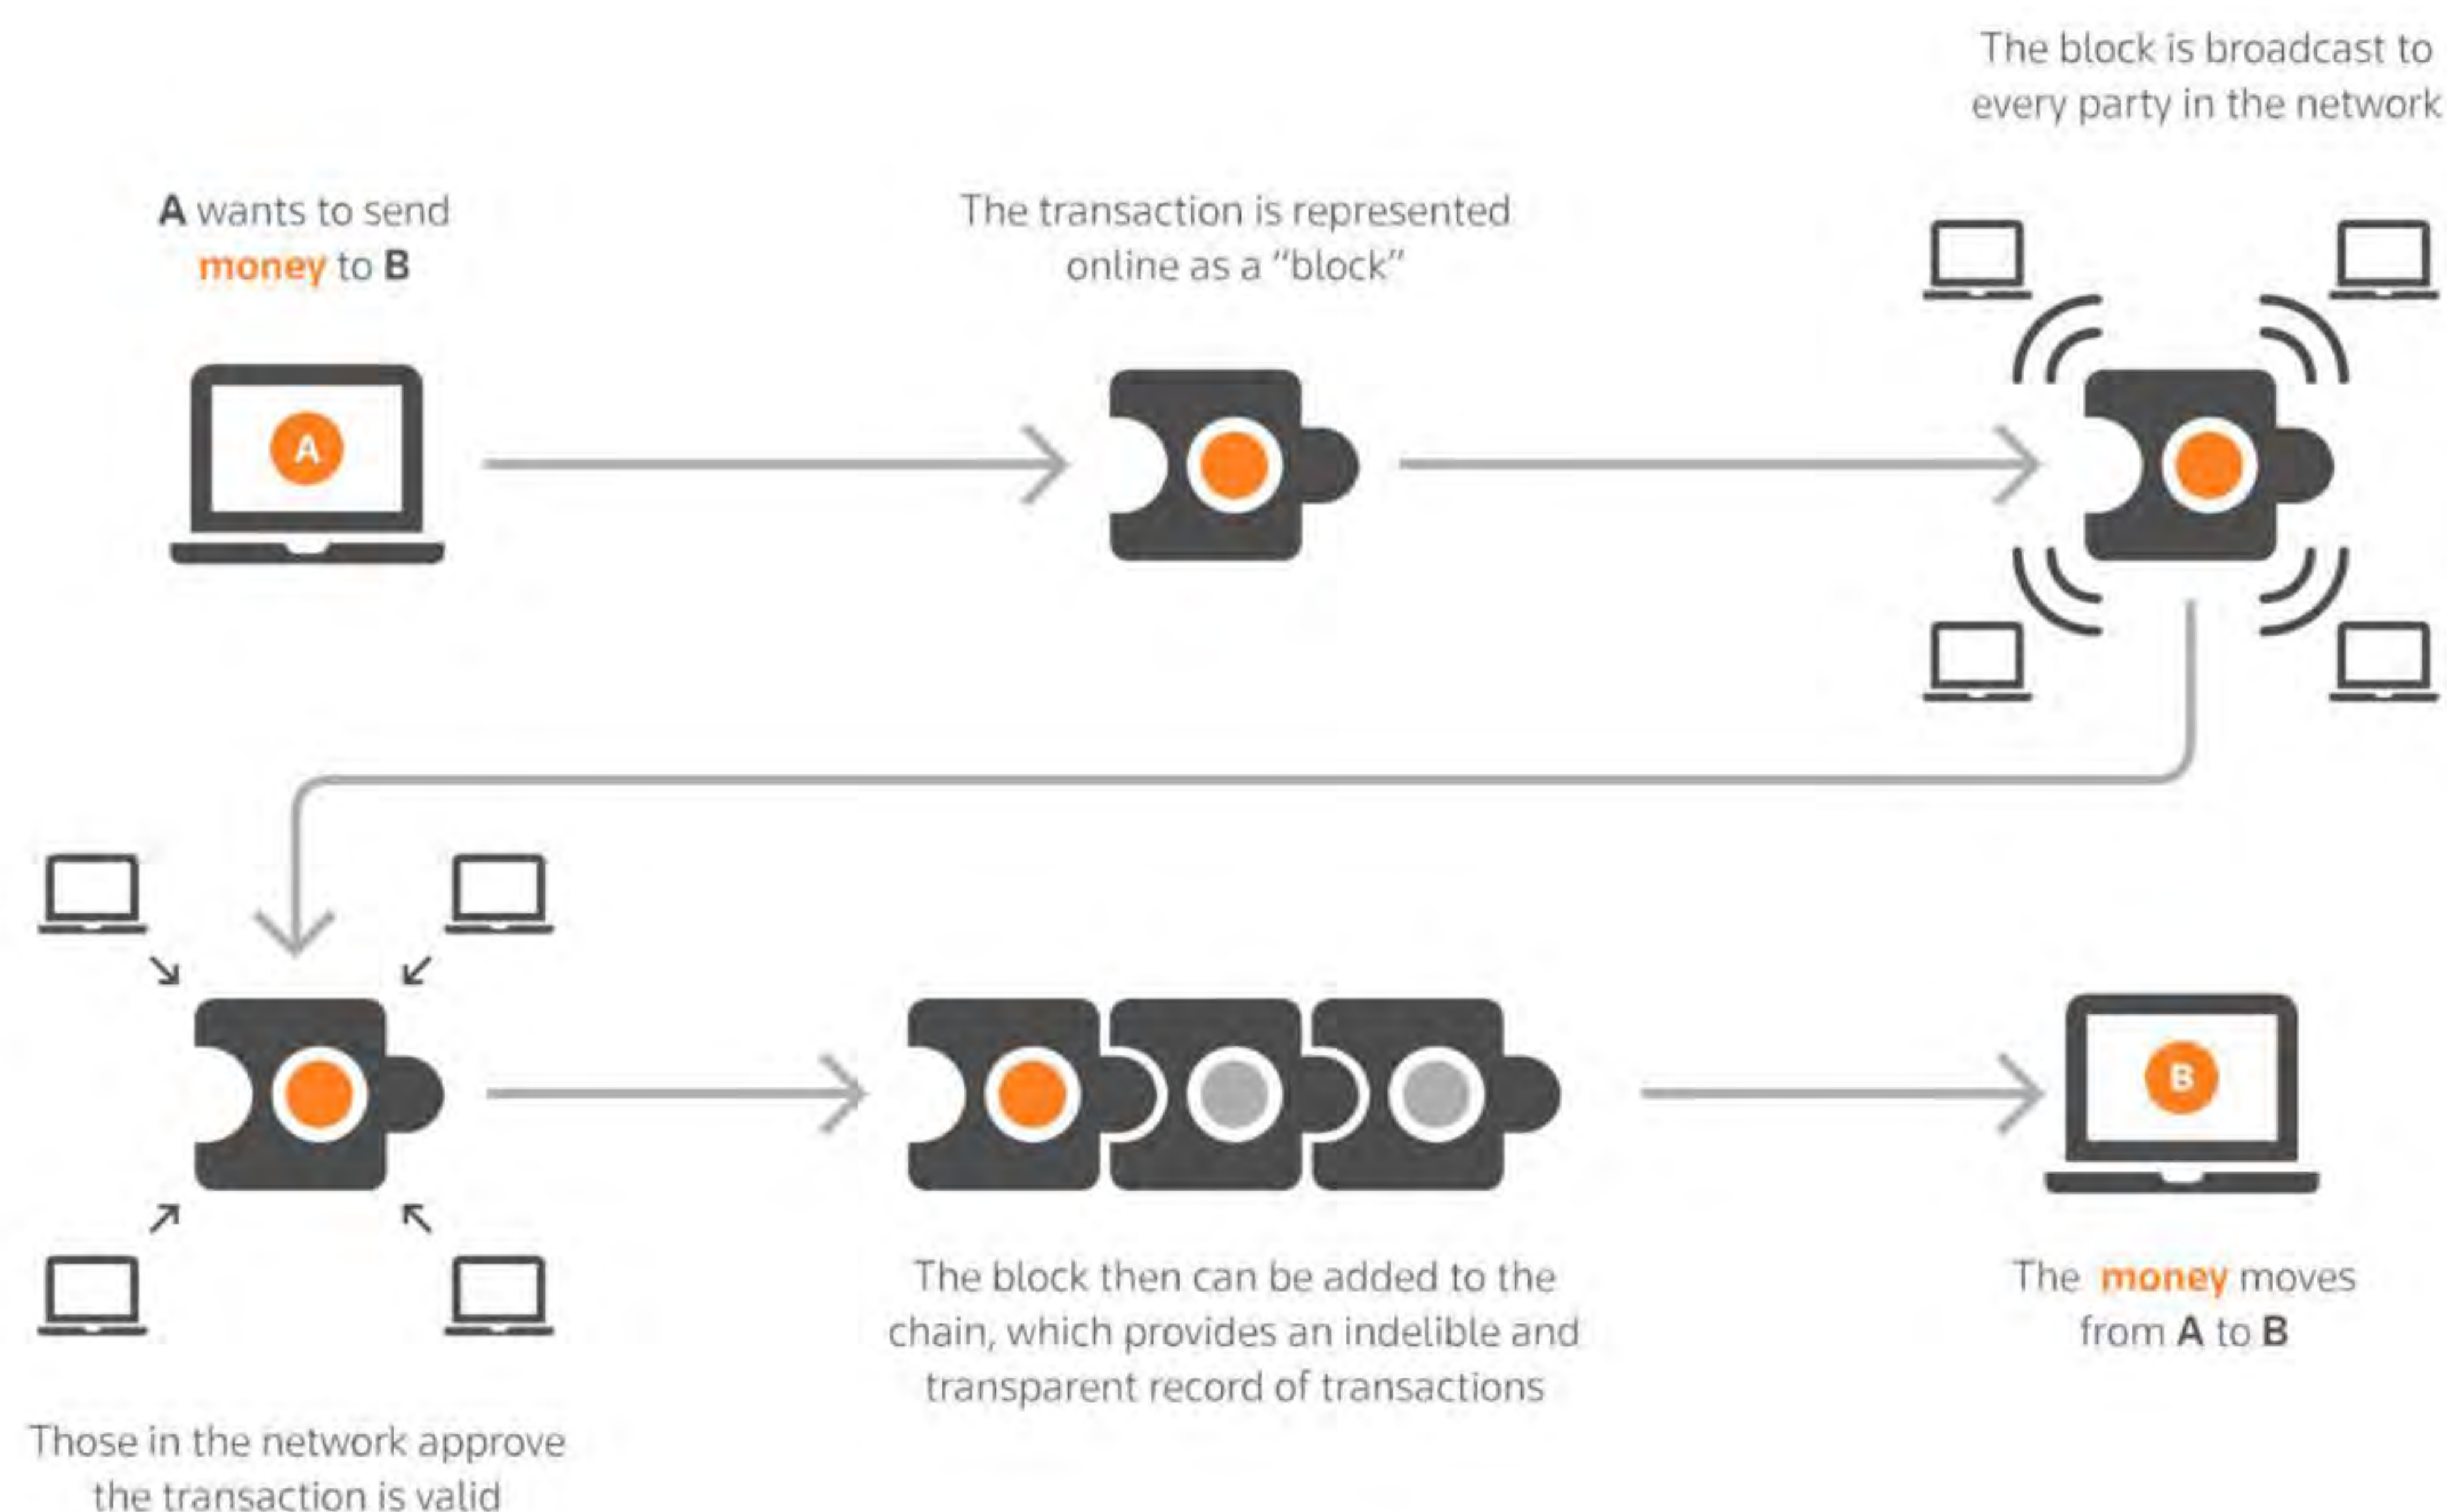 A wants to send
money to B
A
The transaction is represented
online as a “block”
The block is broadcast to
every party in the network
Those in the network approve
the transaction is valid
The block then can be added to the
chain, which provides an indelible and
transparent record of transactions
B
The money moves
from A to B